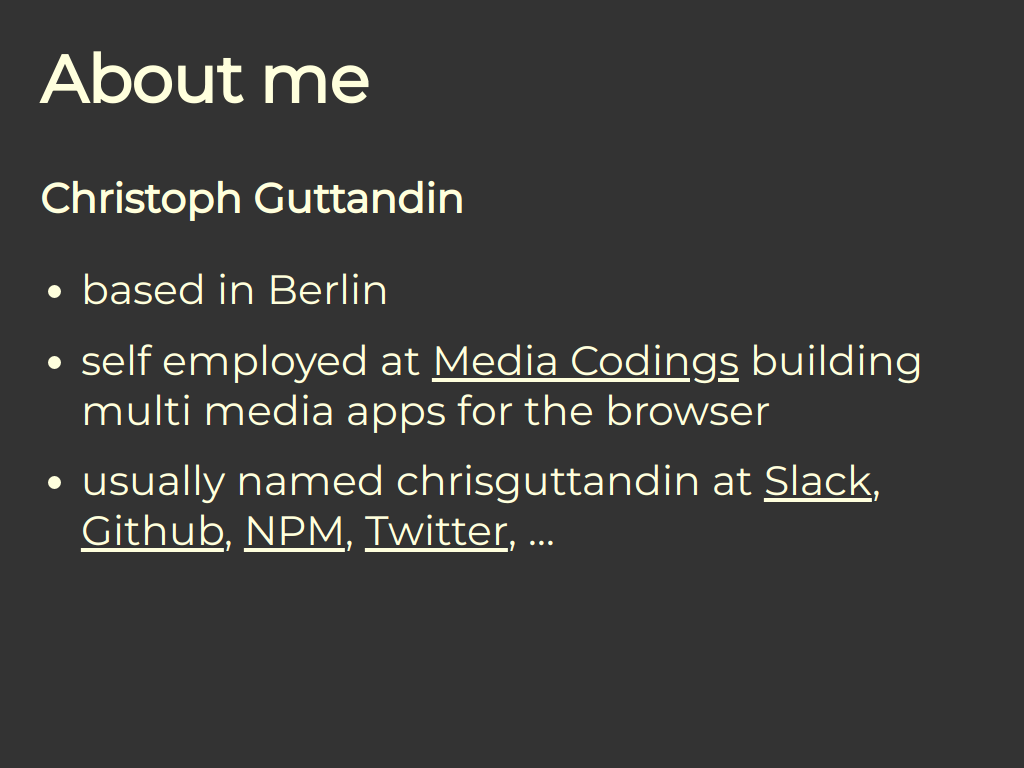 About me
Christoph Guttandin
• based in Berlin
• self employed at Media Codings building
multi media apps for the browser
• usually named chrisguttandin at Slack,
Github, NPM, Twitter, ...